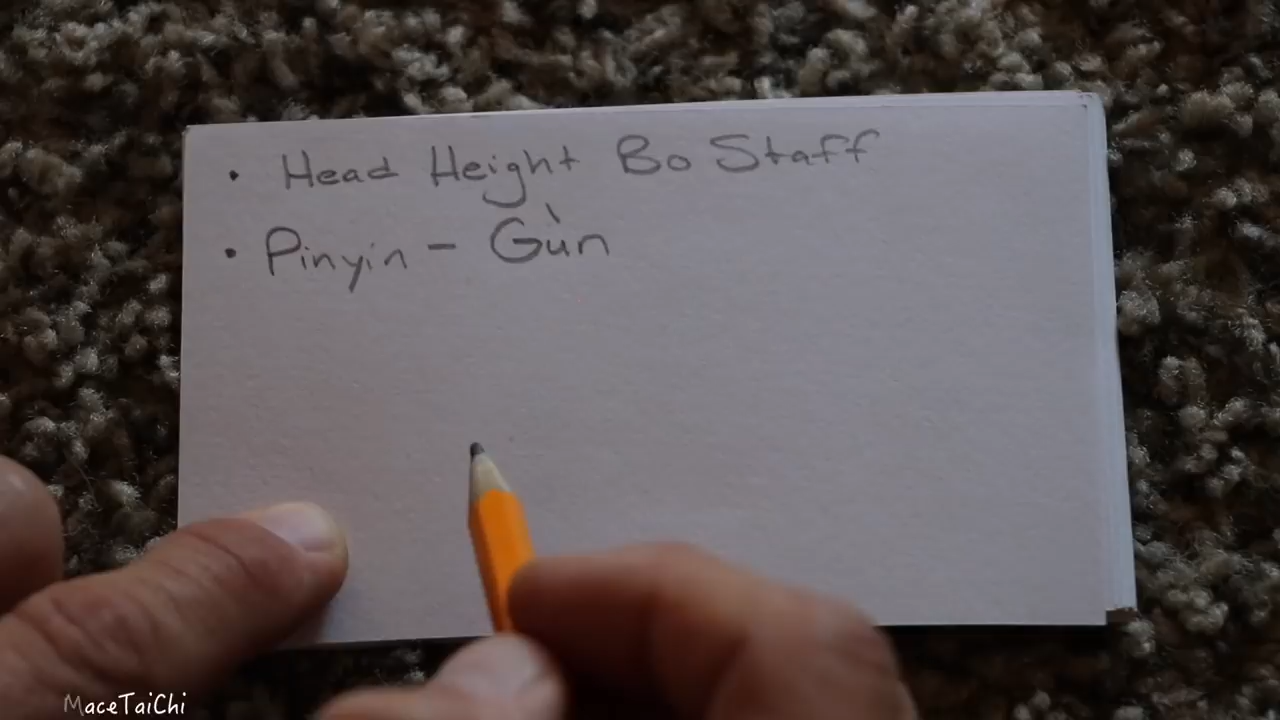 • Head Height Bo Staff
• Pinyin - Gùn
MaceTaiChi